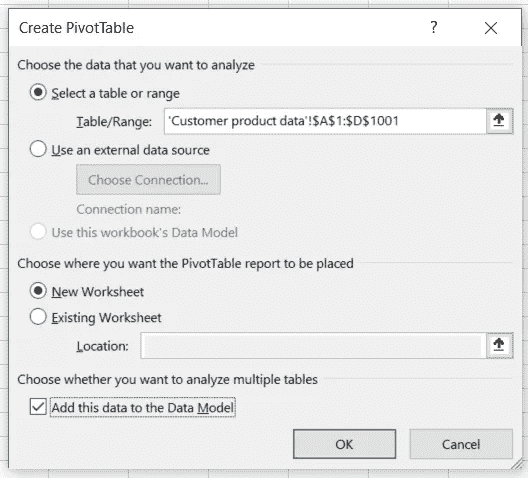 Create PivotTable
?
Choose the data that you want to analyze
Select a table or range
Table/Range: 'Customer product data'!$A$1:$D$1001
Use an external data source
Choose Connection...
Connection name:
Use this workbook's Data Model
Choose where you want the PivotTable report to be placed
New Worksheet
Existing Worksheet
Location:
Choose whether you want to analyze multiple tables
Add this data to the Data Model
OK Cancel